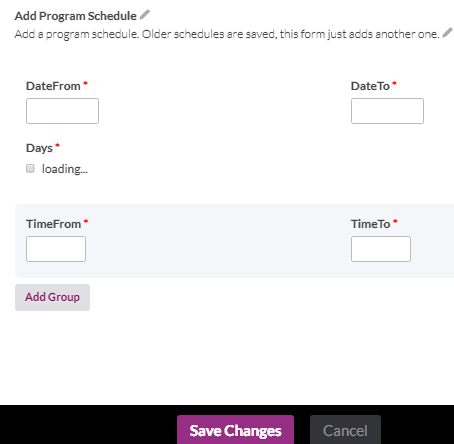 Add Program Schedule
Add a program schedule. Older schedules are saved, this form just adds another one.
DateFrom * DateTo *
Days *
loading...
TimeFrom * TimeTo *
Add Group
Save Changes Cancel